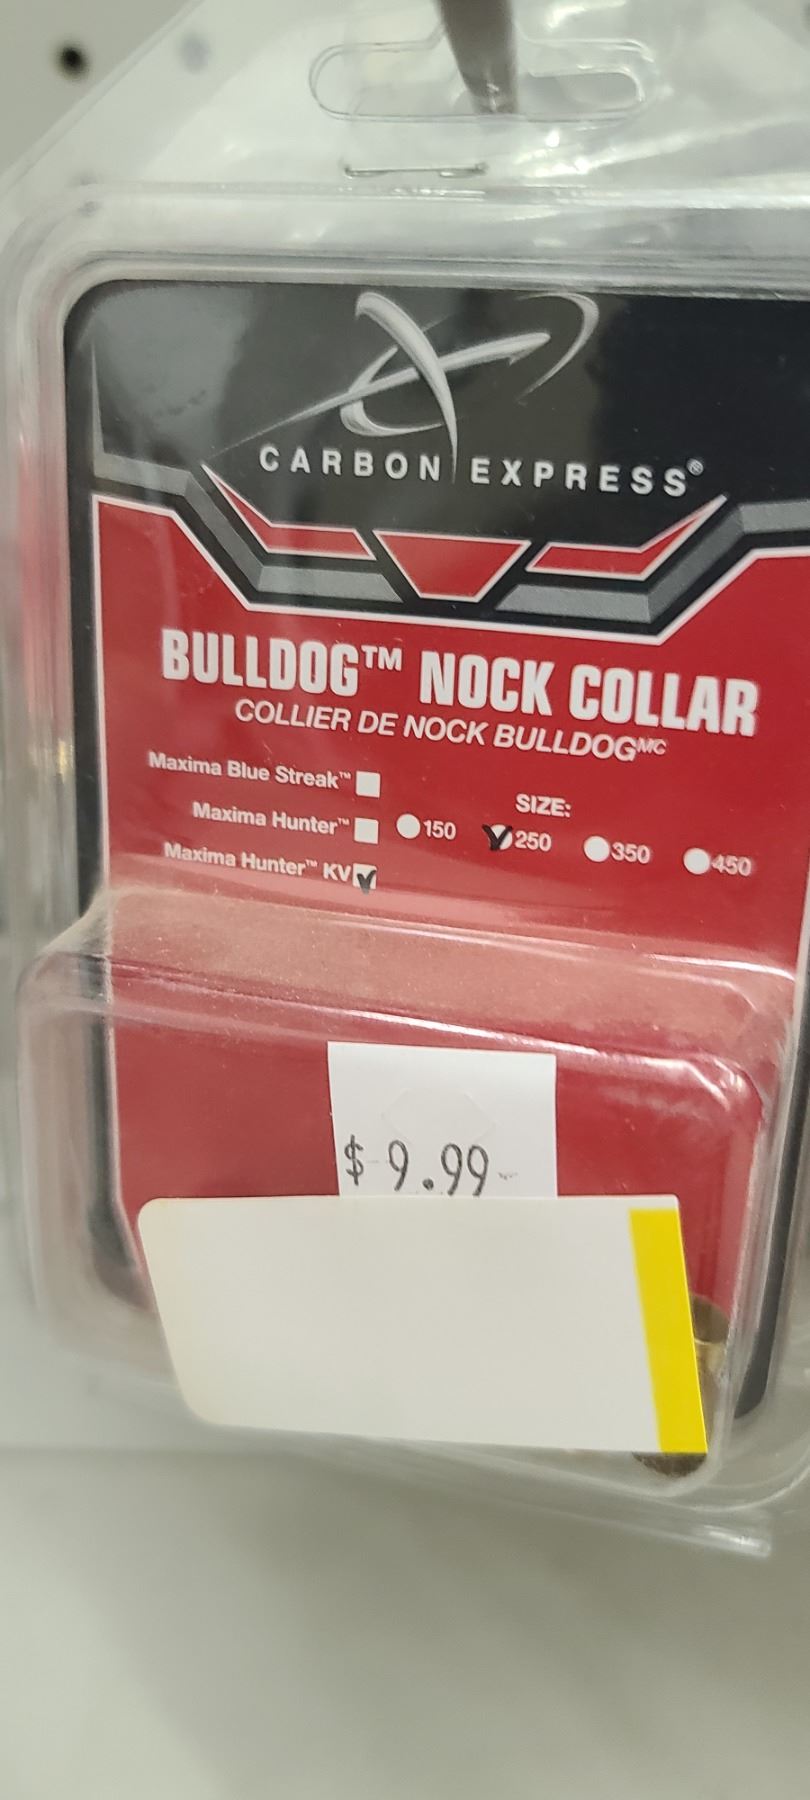 CARBON EXPRESS®
BULLDOG™ NOCK COLLAR
COLLIER DE NOCK BULLDOGMC
Maxima Blue Streak™
SIZE:
Maxima Hunter™
150 250 350 450
Maxima Hunter™ KV
$ 9.99